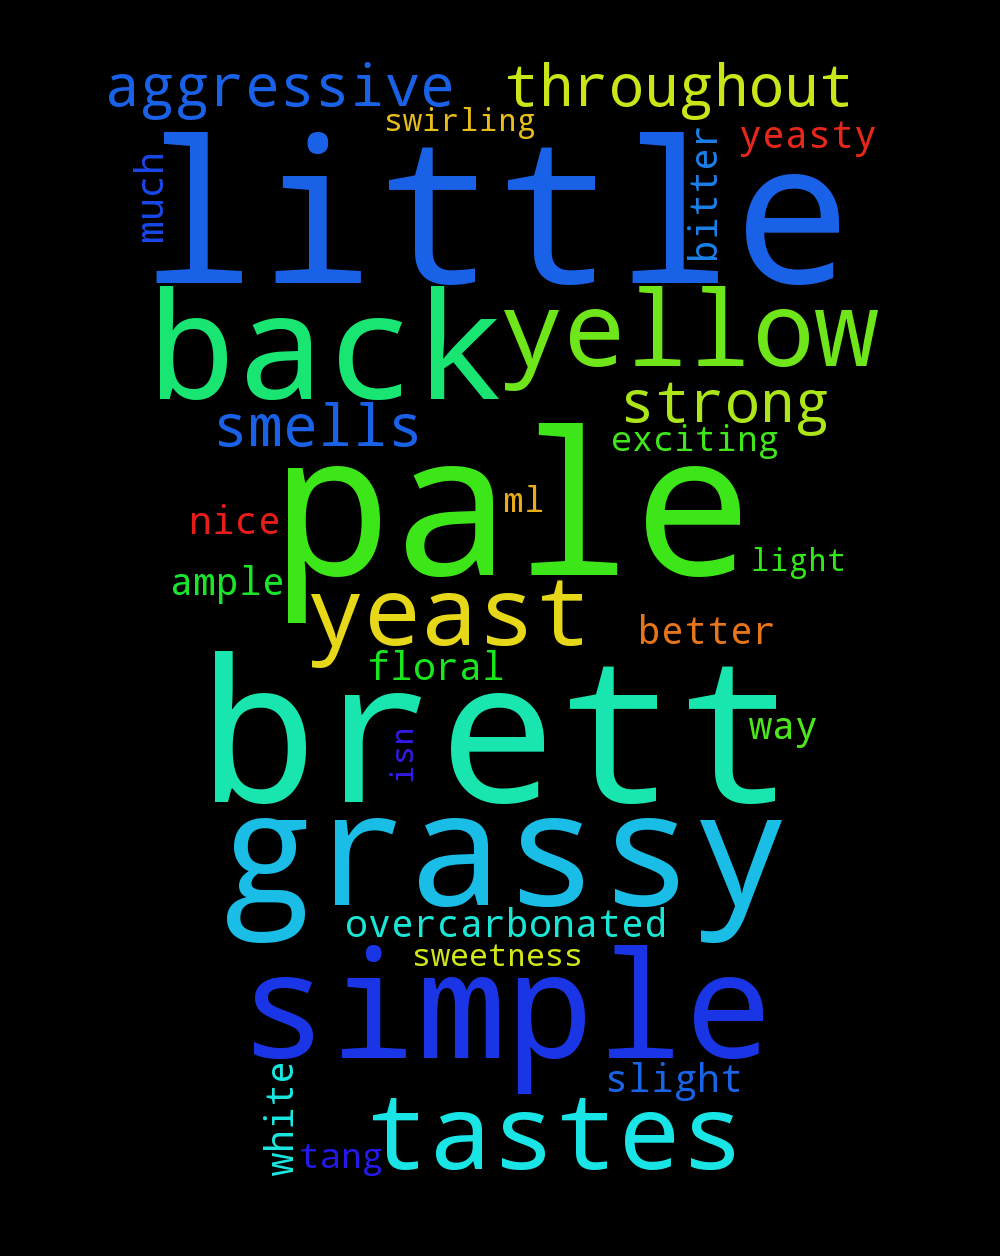 aggressive throughout
swirling
yeasty
much
little
bitter
back yellow
strong
smells
exciting
pale
ml
nice
light
ample
yeast
better
floral
brett
way
isn
grassy
overcarbonated
sweetness
simple
slight
white
tastes
tang